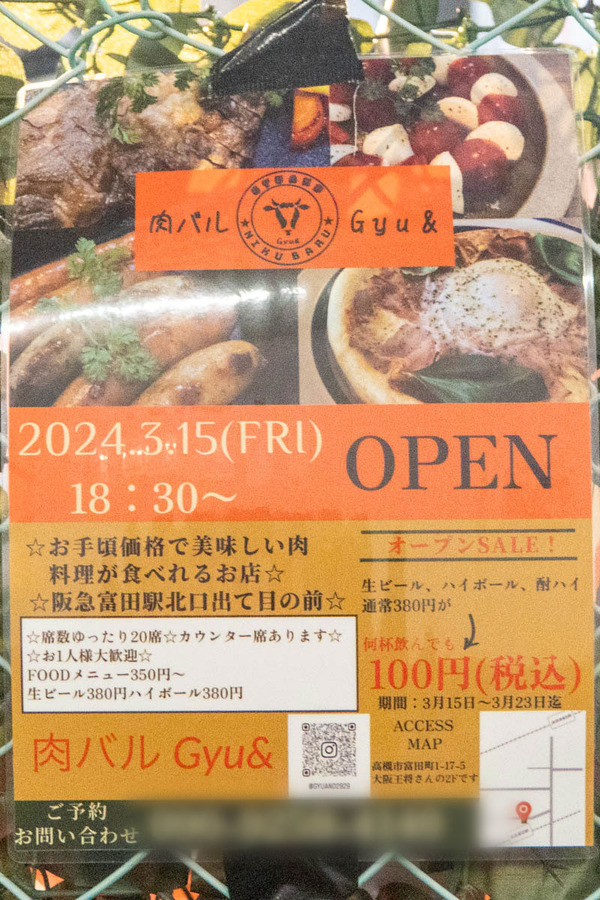 肉バル
Gyu&
Gyu&
NIKU BARU
2024.3.15(FRI)
18：30～
OPEN
☆お手頃価格で美味しい肉
料理が食べれるお店☆
☆阪急富田駅北口出て目の前☆
☆席数ゆったり20席☆カウンター席あります☆
☆お1人様大歓迎☆
FOODメニュー350円～
生ビール380円ハイボール380円
オープンSALE！
生ビール、ハイボール、酎ハイ
通常380円が
何杯飲んでも
100円(税込)
期間：3月15日～3月23日迄
肉バル Gyu&
@GYUAND2929
ACCESS
MAP
高槻市富田町1-17-5
大阪王将さんの2Fです
ご予約
お問い合わせ